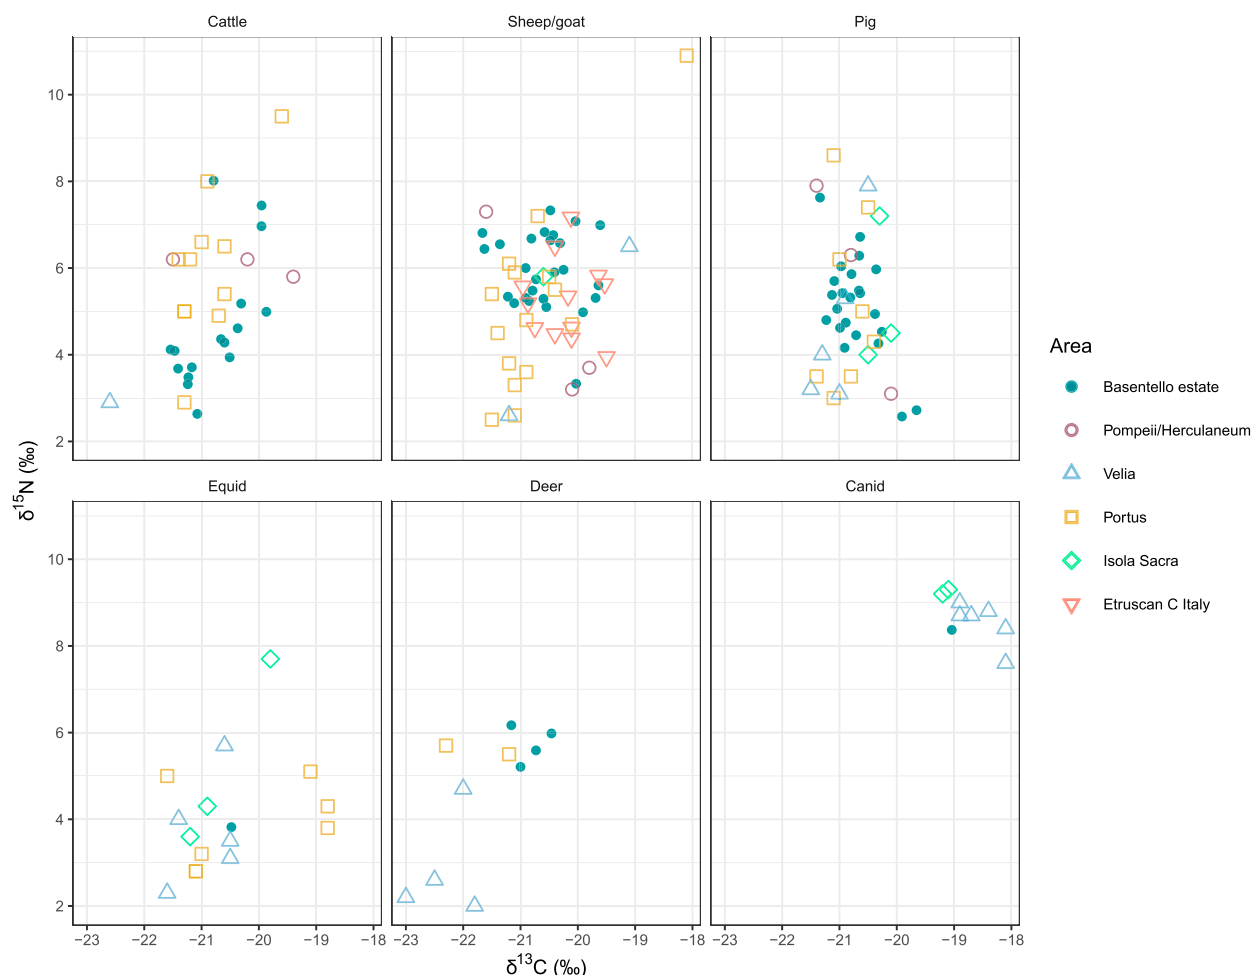 Cattle Sheep/goat Pig
10
8
6
4
2
Equid Deer Canid
10
8
6
4
2
−23 −22 −21 −20 −19 −18 −23 −22 −21 −20 −19 −18 −23 −22 −21 −20 −19 −18
δ15N (‰)
δ13C (‰)
Area
Basentello estate
Pompeii/Herculaneum
Velia
Portus
Isola Sacra
Etruscan C Italy